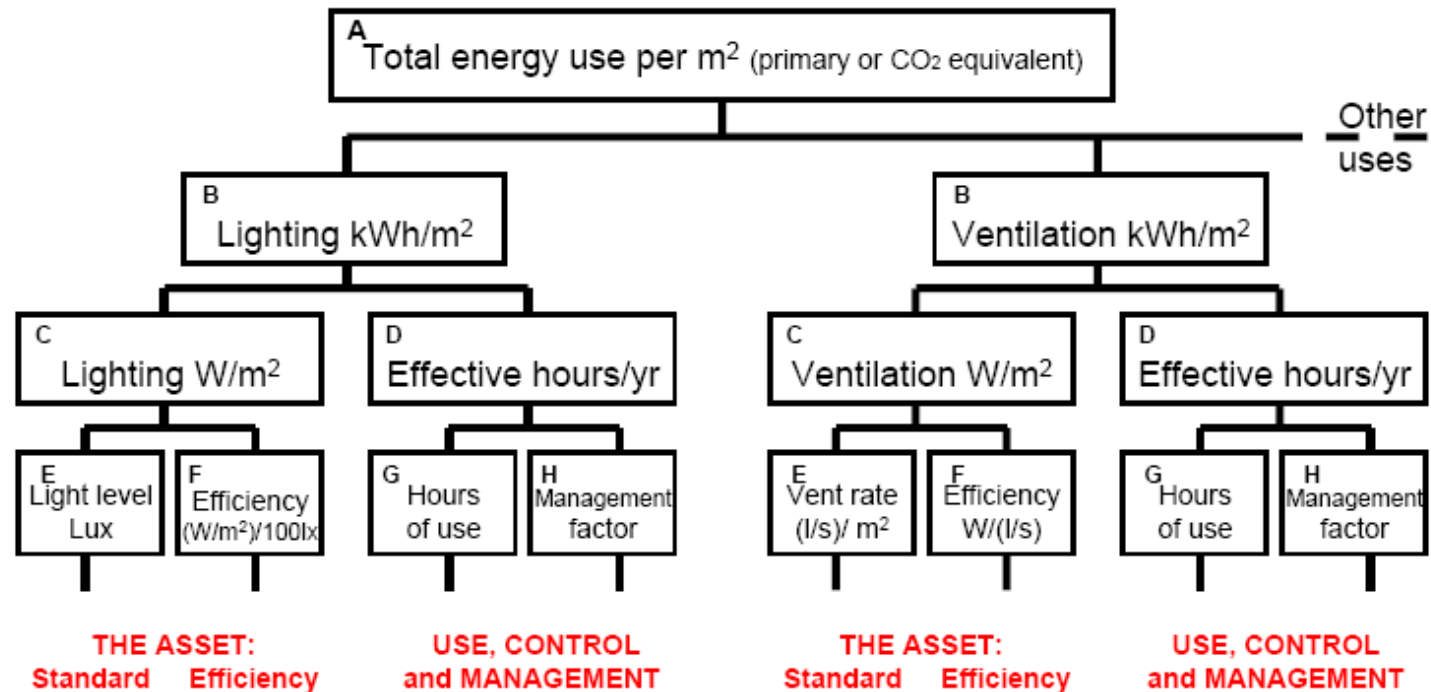 A
Total energy use per m² (primary or CO₂ equivalent)
Other
uses
B
Lighting kWh/m²
B
Ventilation kWh/m²
C
Lighting W/m²
D
Effective hours/yr
C
Ventilation W/m²
D
Effective hours/yr
E
Light level
Lux
F
Efficiency
(W/m²)/100lx
G
Hours
of use
H
Management
factor
E
Vent rate
(l/s)/ m²
F
Efficiency
W/(l/s)
G
Hours
of use
H
Management
factor
THE ASSET:
Standard Efficiency
USE, CONTROL
and MANAGEMENT
THE ASSET:
Standard Efficiency
USE, CONTROL
and MANAGEMENT